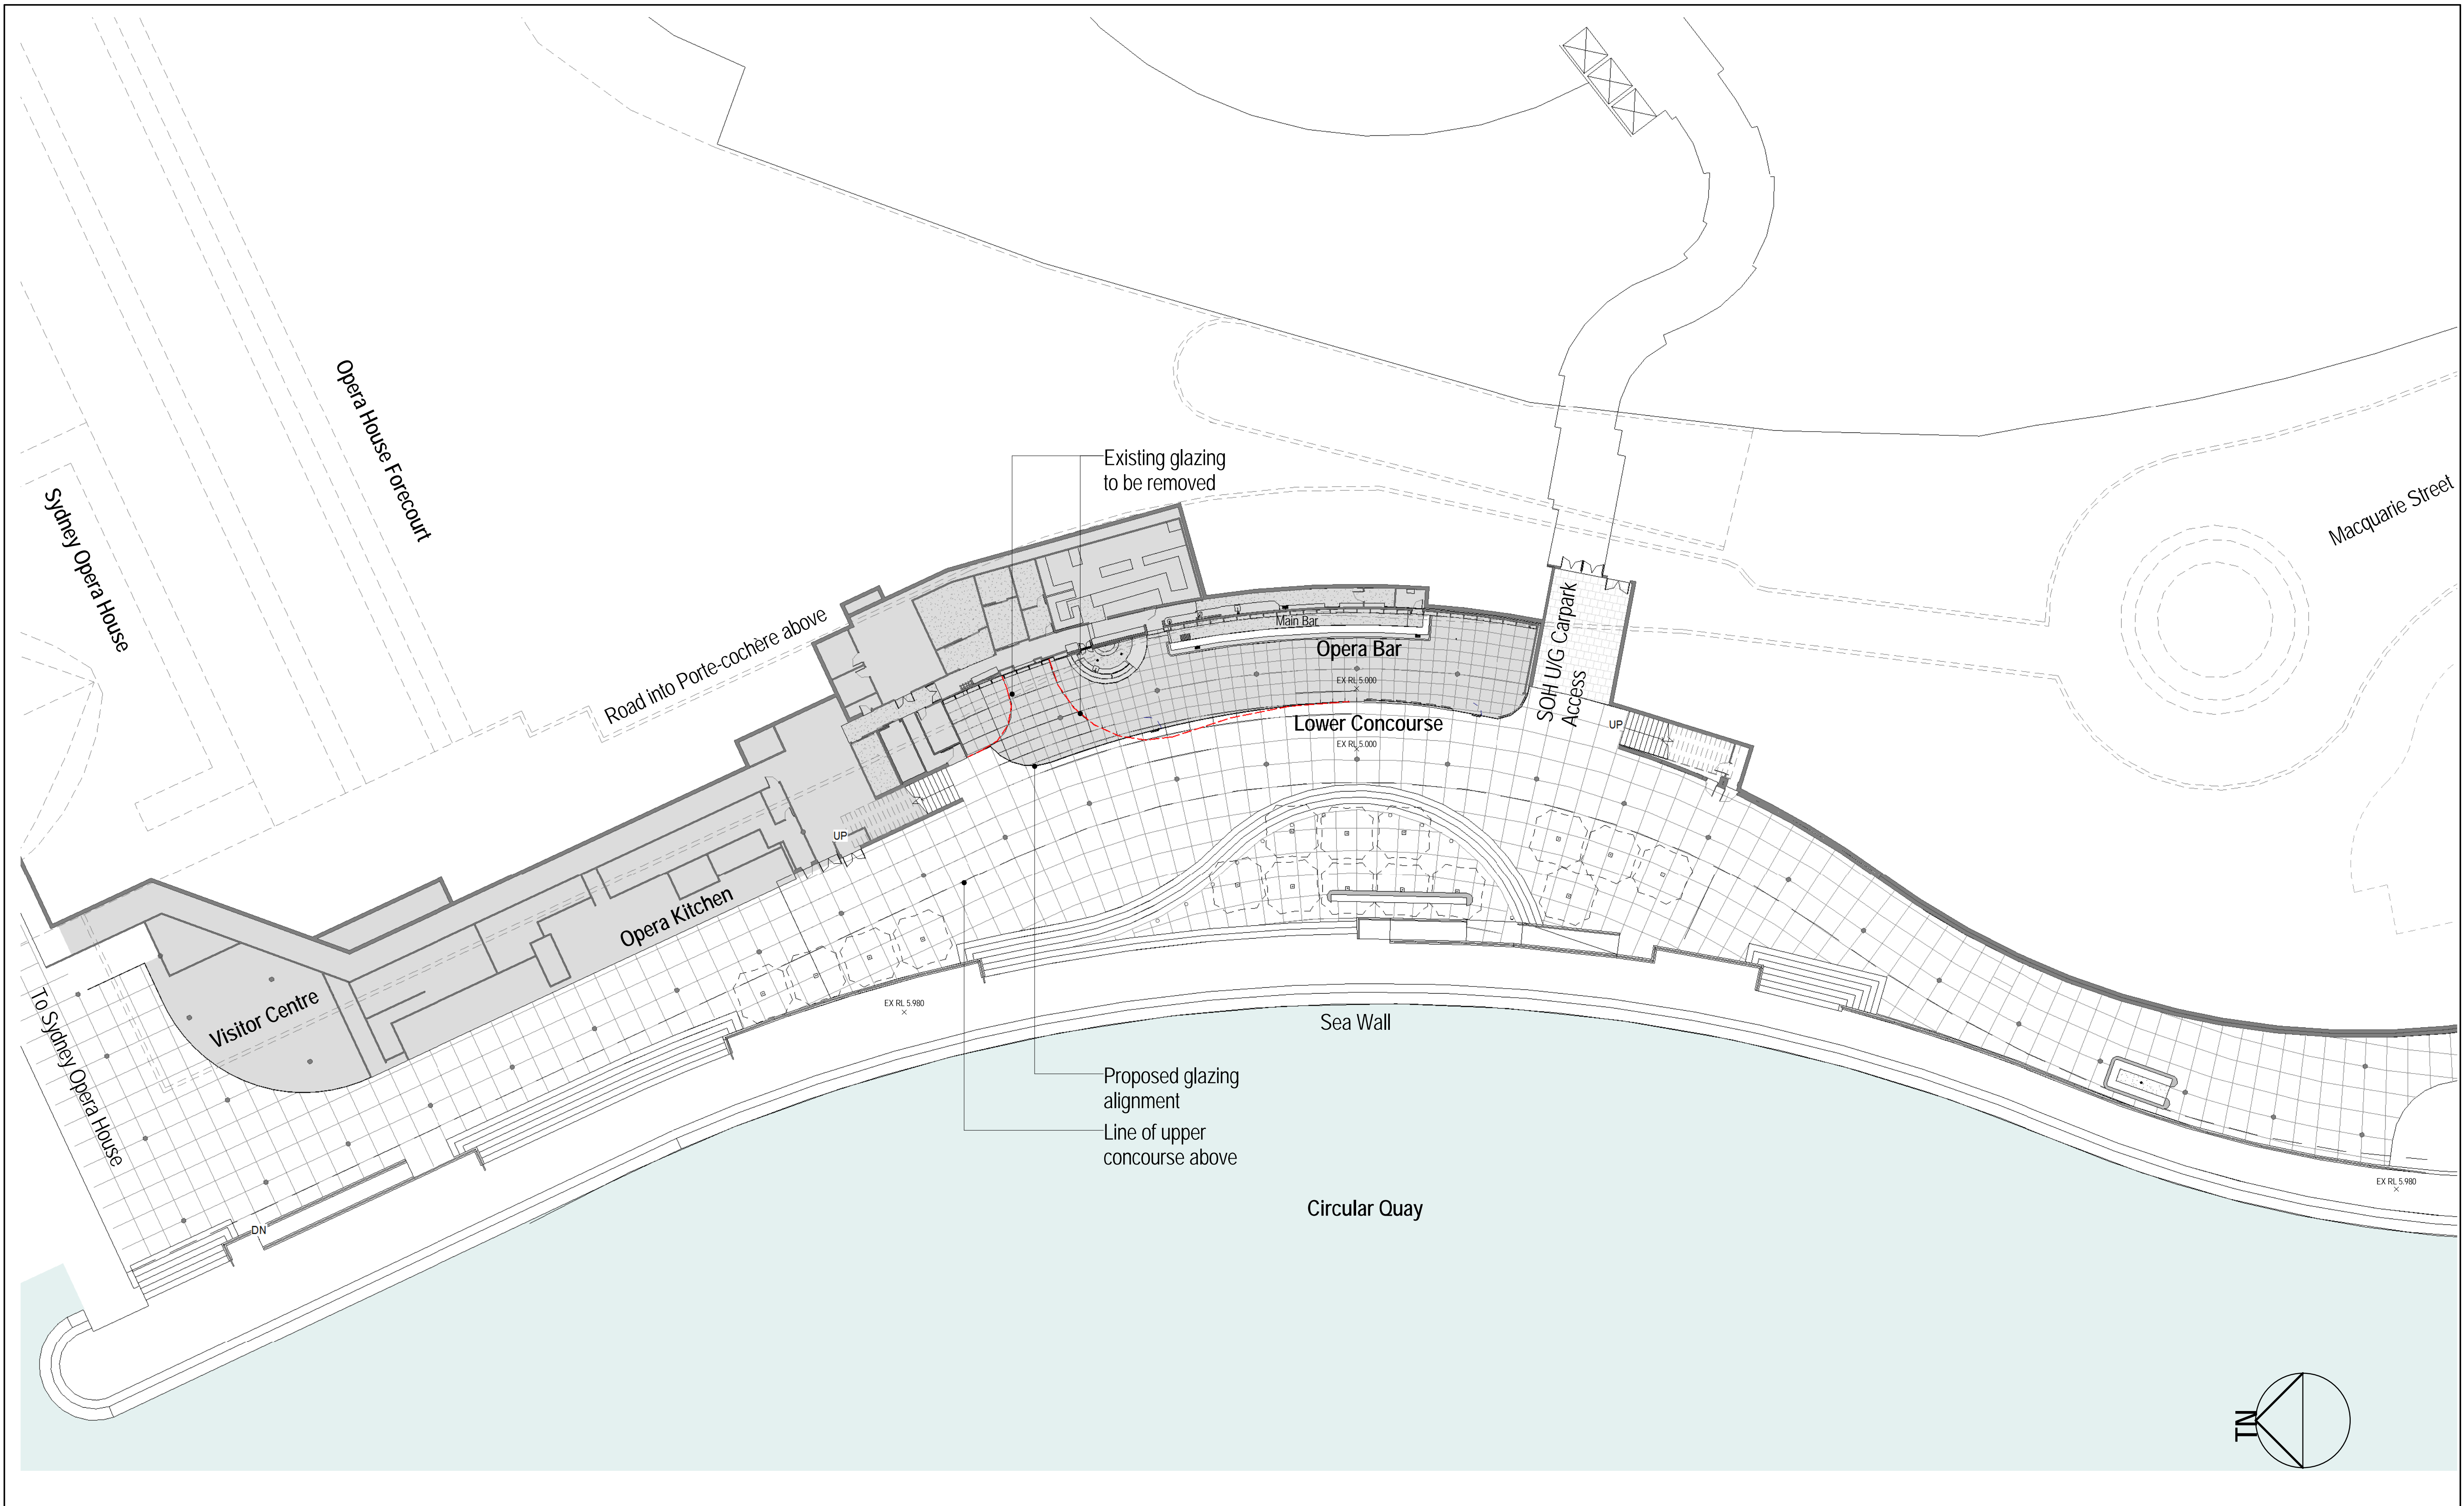 Existing glazing
to be removed
Opera House Forecourt
Sydney Opera House
Macquarie Street
Road into Porte-cochère above
Main Bar
Opera Bar
EX RL 5.000
SOH U/G Carpark
Access
Lower Concourse
EX RL 5.000
UP
UP
Opera Kitchen
Visitor Centre
EX RL 5.980
To Sydney Opera House
Sea Wall
Proposed glazing
alignment
Line of upper
concourse above
EX RL 5.980
Circular Quay
DN
TN